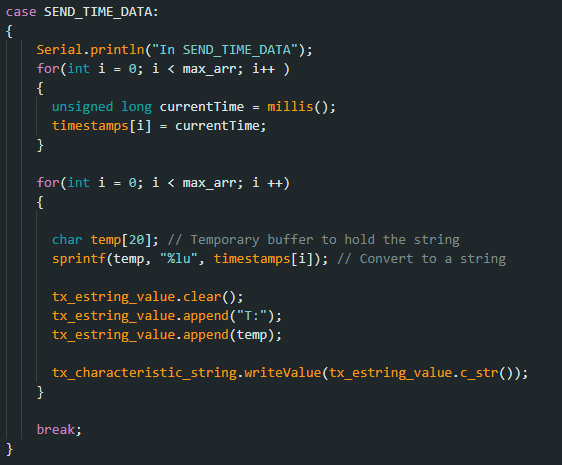 case SEND_TIME_DATA:
{
Serial.println("In SEND_TIME_DATA");
for(int i = 0; i < max_arr; i++ )
{
unsigned long currentTime = millis();
timestamps[i] = currentTime;
}
for(int i = 0; i < max_arr; i ++)
{
char temp[20]; // Temporary buffer to hold the string
sprintf(temp, "%lu", timestamps[i]); // Convert to a string
tx_estring_value.clear();
tx_estring_value.append("T:");
tx_estring_value.append(temp);
tx_characteristic_string.writeValue(tx_estring_value.c_str());
}
break;
}